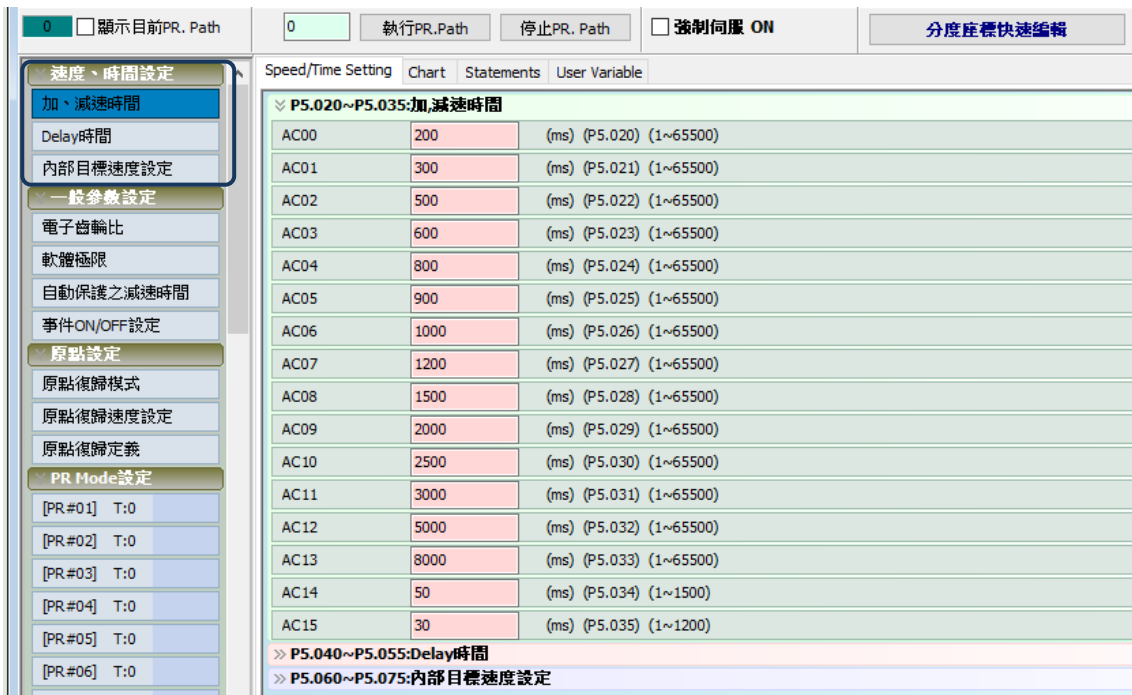 0 顯示目前PR. Path 0 執行PR.Path 停止PR. Path 強制伺服 ON 分度座標快速編輯
速度、時間設定
加、減速時間
Delay時間
內部目標速度設定
一般參數設定
電子齒輪比
軟體極限
自動保護之減速時間
事件ON/OFF設定
原點設定
原點復歸模式
原點復歸速度設定
原點復歸定義
PR Mode設定
[PR#01] T:0
[PR#02] T:0
[PR#03] T:0
[PR#04] T:0
[PR#05] T:0
[PR#06] T:0
Speed/Time Setting Chart Statements User Variable
P5.020~P5.035:加,減速時間
AC00 200 (ms) (P5.020) (1~65500)
AC01 300 (ms) (P5.021) (1~65500)
AC02 500 (ms) (P5.022) (1~65500)
AC03 600 (ms) (P5.023) (1~65500)
AC04 800 (ms) (P5.024) (1~65500)
AC05 900 (ms) (P5.025) (1~65500)
AC06 1000 (ms) (P5.026) (1~65500)
AC07 1200 (ms) (P5.027) (1~65500)
AC08 1500 (ms) (P5.028) (1~65500)
AC09 2000 (ms) (P5.029) (1~65500)
AC10 2500 (ms) (P5.030) (1~65500)
AC11 3000 (ms) (P5.031) (1~65500)
AC12 5000 (ms) (P5.032) (1~65500)
AC13 8000 (ms) (P5.033) (1~65500)
AC14 50 (ms) (P5.034) (1~1500)
AC15 30 (ms) (P5.035) (1~1200)
P5.040~P5.055:Delay時間
P5.060~P5.075:內部目標速度設定